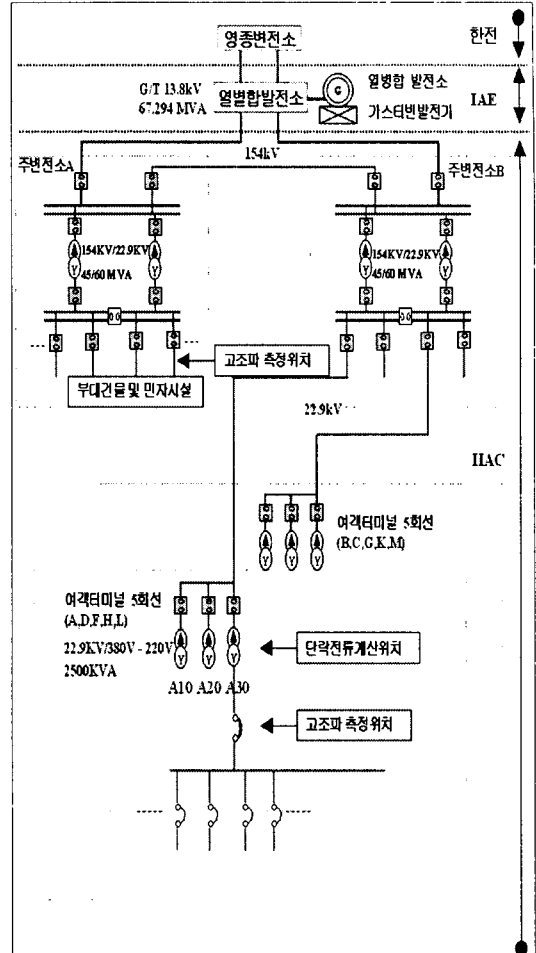 영종변전소
한전
G/T 13.8kV
67.294 MVA
열별합발전소
G
열병합 발전소
가스터빈발전기
IAE
154kV
주변전소A
주변전소B
154KV/22.9KV
45/60 MVA
Y
Y
154KV/22.9KV
45/60 MVA
Y
Y
고조파 측정위치
부대건물 및 민자시설
22.9kV
IIAC
여객터미널 5회선
(B,C,G,K,M)
Y
Y
Y
여객터미널 5회선
(A,D,F,H,L)
22.9KV/380V - 220V
2500KVA
Y
Y
Y
단락전류계산위치
A10 A20 A30
고조파 측정위치